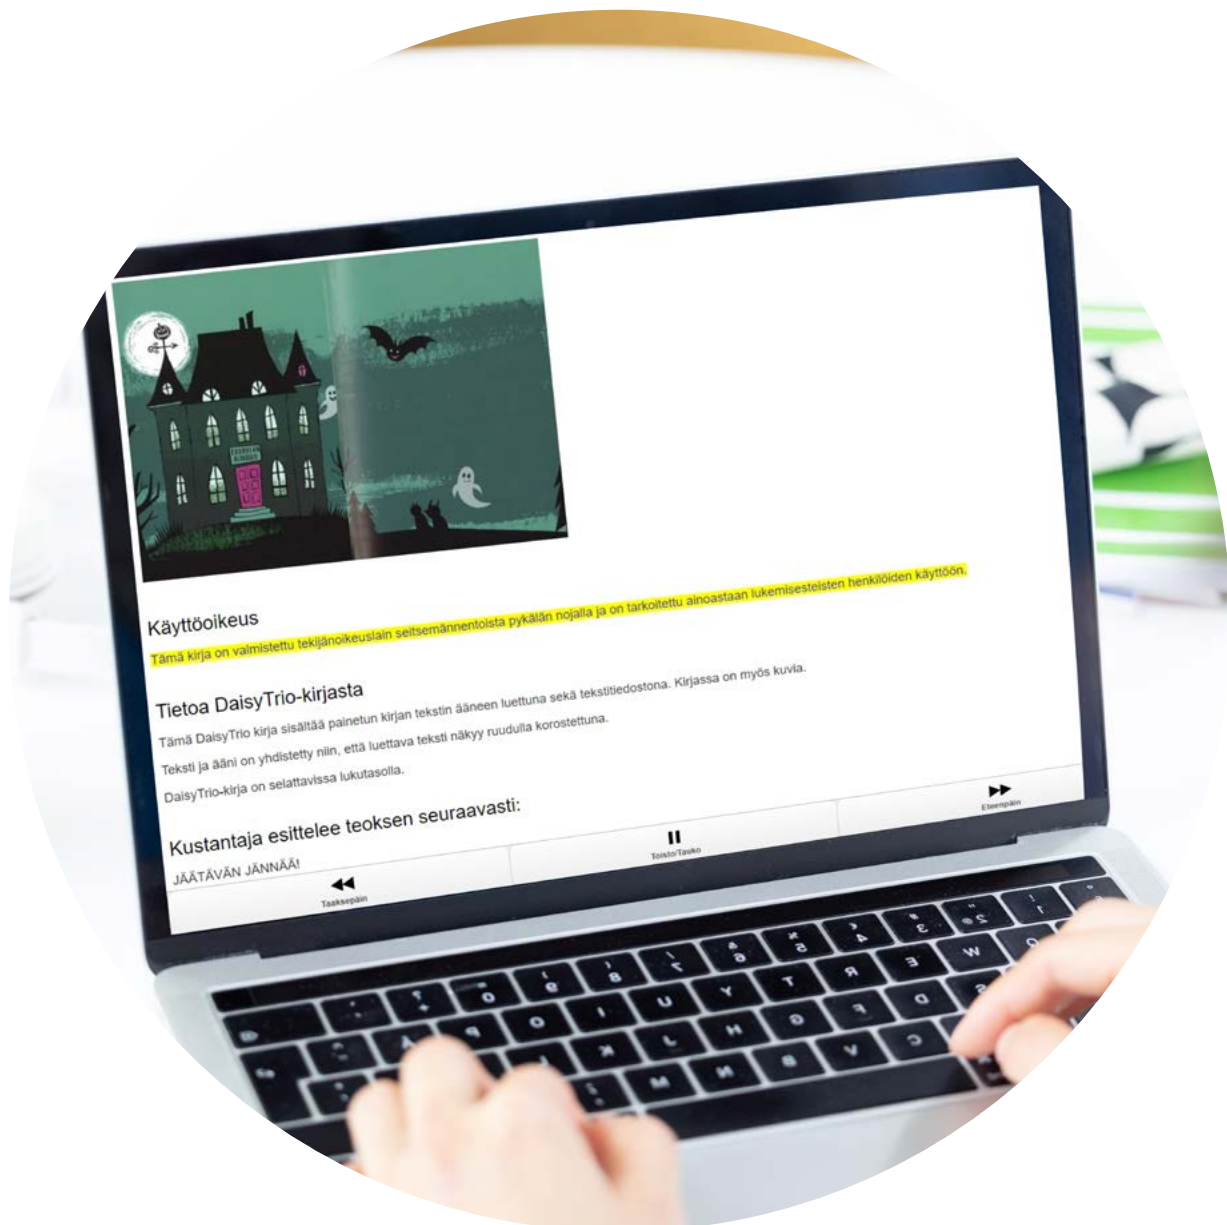 Käyttöoikeus
Tämä kirja on valmistettu tekijänoikeuslain seitsemännentoista pykälän nojalla ja on tarkoitettu ainoastaan lukemisesteisten henkilöiden käyttöön.
Tietoa DaisyTrio-kirjasta
Tämä DaisyTrio kirja sisältää painetun kirjan tekstin ääneen luettuna sekä tekstitiedostona. Kirjassa on myös kuvia.
Teksti ja ääni on yhdistetty niin, että luettava teksti näkyy ruudulla korostettuna.
DaisyTrio-kirja on selattavissa lukutasolla.
Kustantaja esittelee teoksen seuraavasti:
JÄÄTÄVÄN JÄNNÄÄ!
Taaksepäin
Toisto/Tauko
Eteenpäin